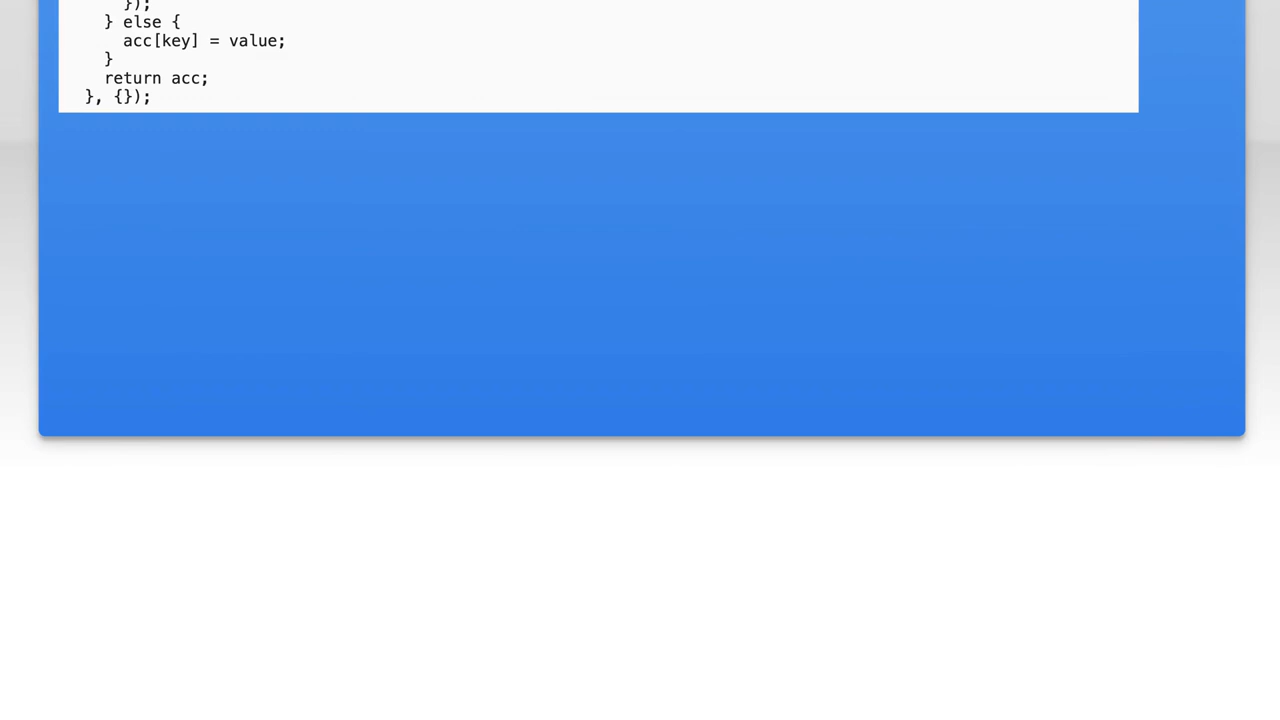 });
} else {
acc[key] = value;
}
return acc;
}, {});